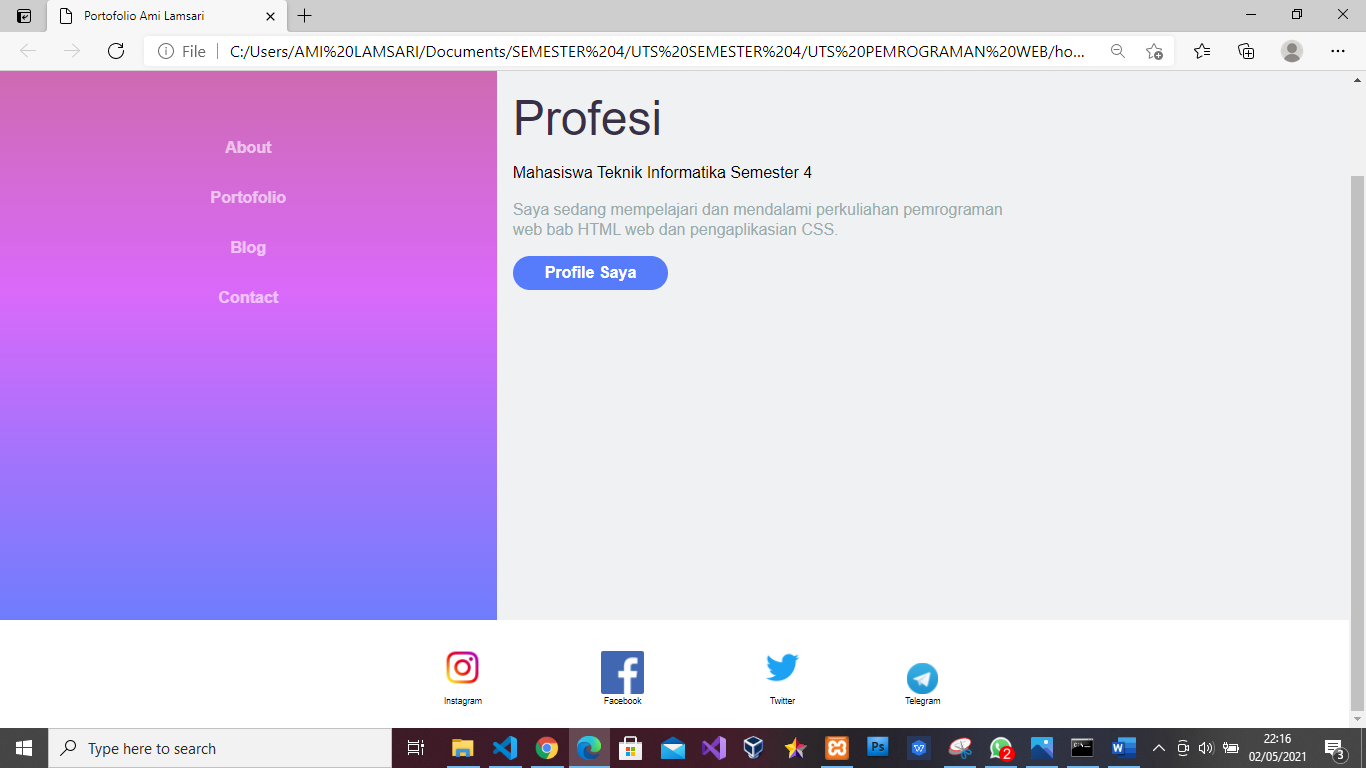 Portofolio Ami Lamsari
File
C:/Users/AMI%20LAMSARI/Documents/SEMESTER%204/UTS%20SEMESTER%204/UTS%20PEMROGRAMAN%20WEB/ho...
About
Portofolio
Blog
Contact
Profesi
Mahasiswa Teknik Informatika Semester 4
Saya sedang mempelajari dan mendalami perkuliahan pemrograman
web bab HTML web dan pengaplikasian CSS.
Profile Saya
Instagram
Facebook
Twitter
Telegram
Type here to search
Ps
2
22:16
02/05/2021
3